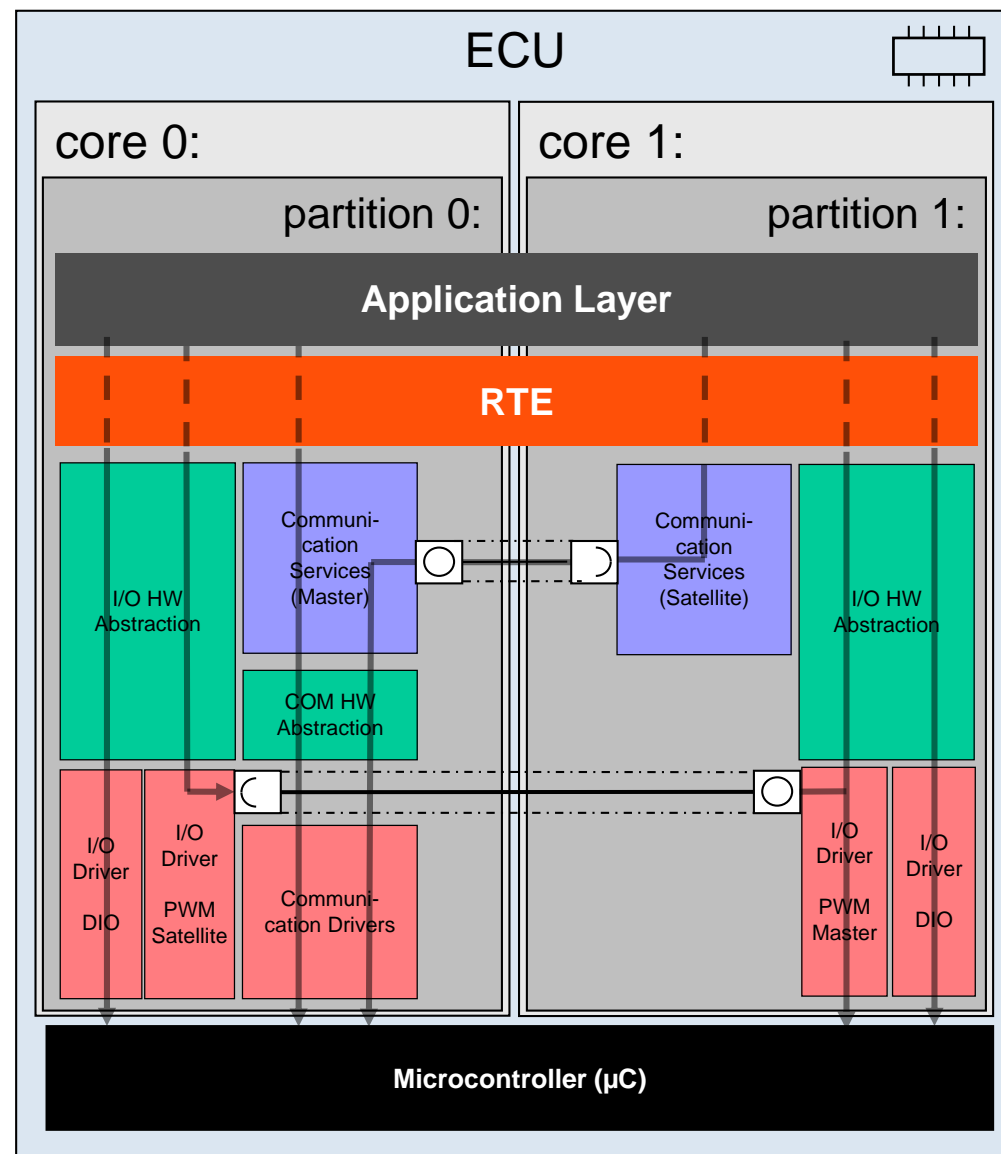 ECU
core 0:
core 1:
partition 0:
partition 1:
Application Layer
RTE
I/O HW
Abstraction
Communi-
cation
Services
(Master)
Communi-
cation
Services
(Satellite)
I/O HW
Abstraction
COM HW
Abstraction
I/O
Driver
DIO
I/O
Driver
PWM
Satellite
Communi-
cation Drivers
I/O
Driver
PWM
Master
I/O
Driver
DIO
Microcontroller (µC)